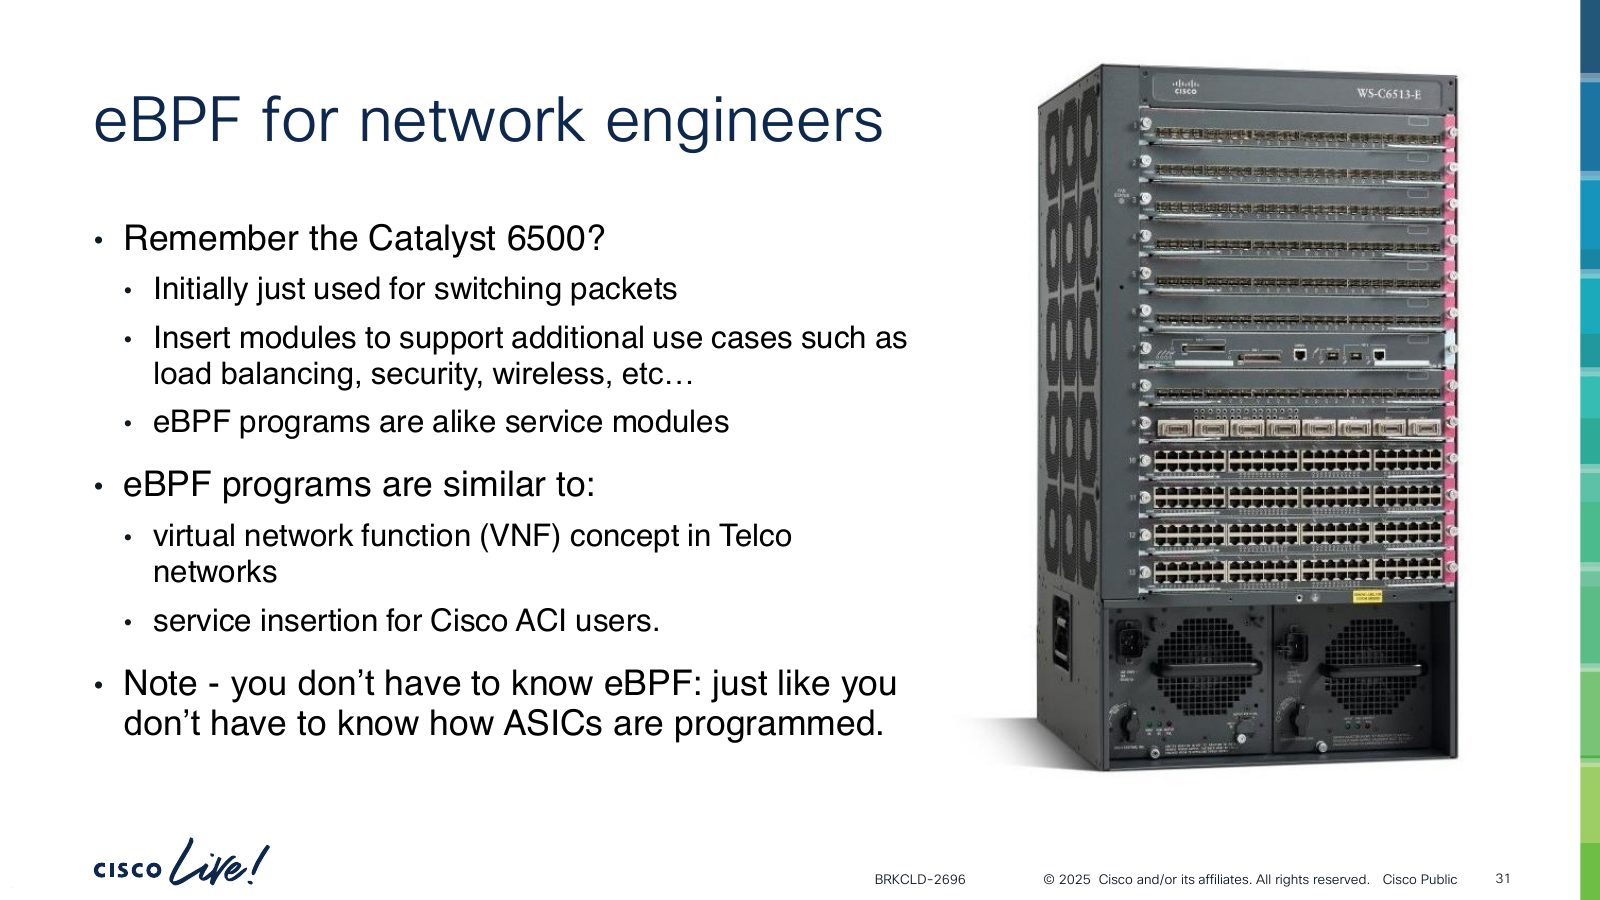 eBPF for network engineers
• Remember the Catalyst 6500?
• Initially just used for switching packets
• Insert modules to support additional use cases such as
load balancing, security, wireless, etc…
• eBPF programs are alike service modules
• eBPF programs are similar to:
• virtual network function (VNF) concept in Telco
networks
• service insertion for Cisco ACI users.
• Note - you don’t have to know eBPF: just like you
don’t have to know how ASICs are programmed.
CISCO
WS-C6513-E
CISCO Live!
BRKCLD-2696
© 2025 Cisco and/or its affiliates. All rights reserved. Cisco Public
31